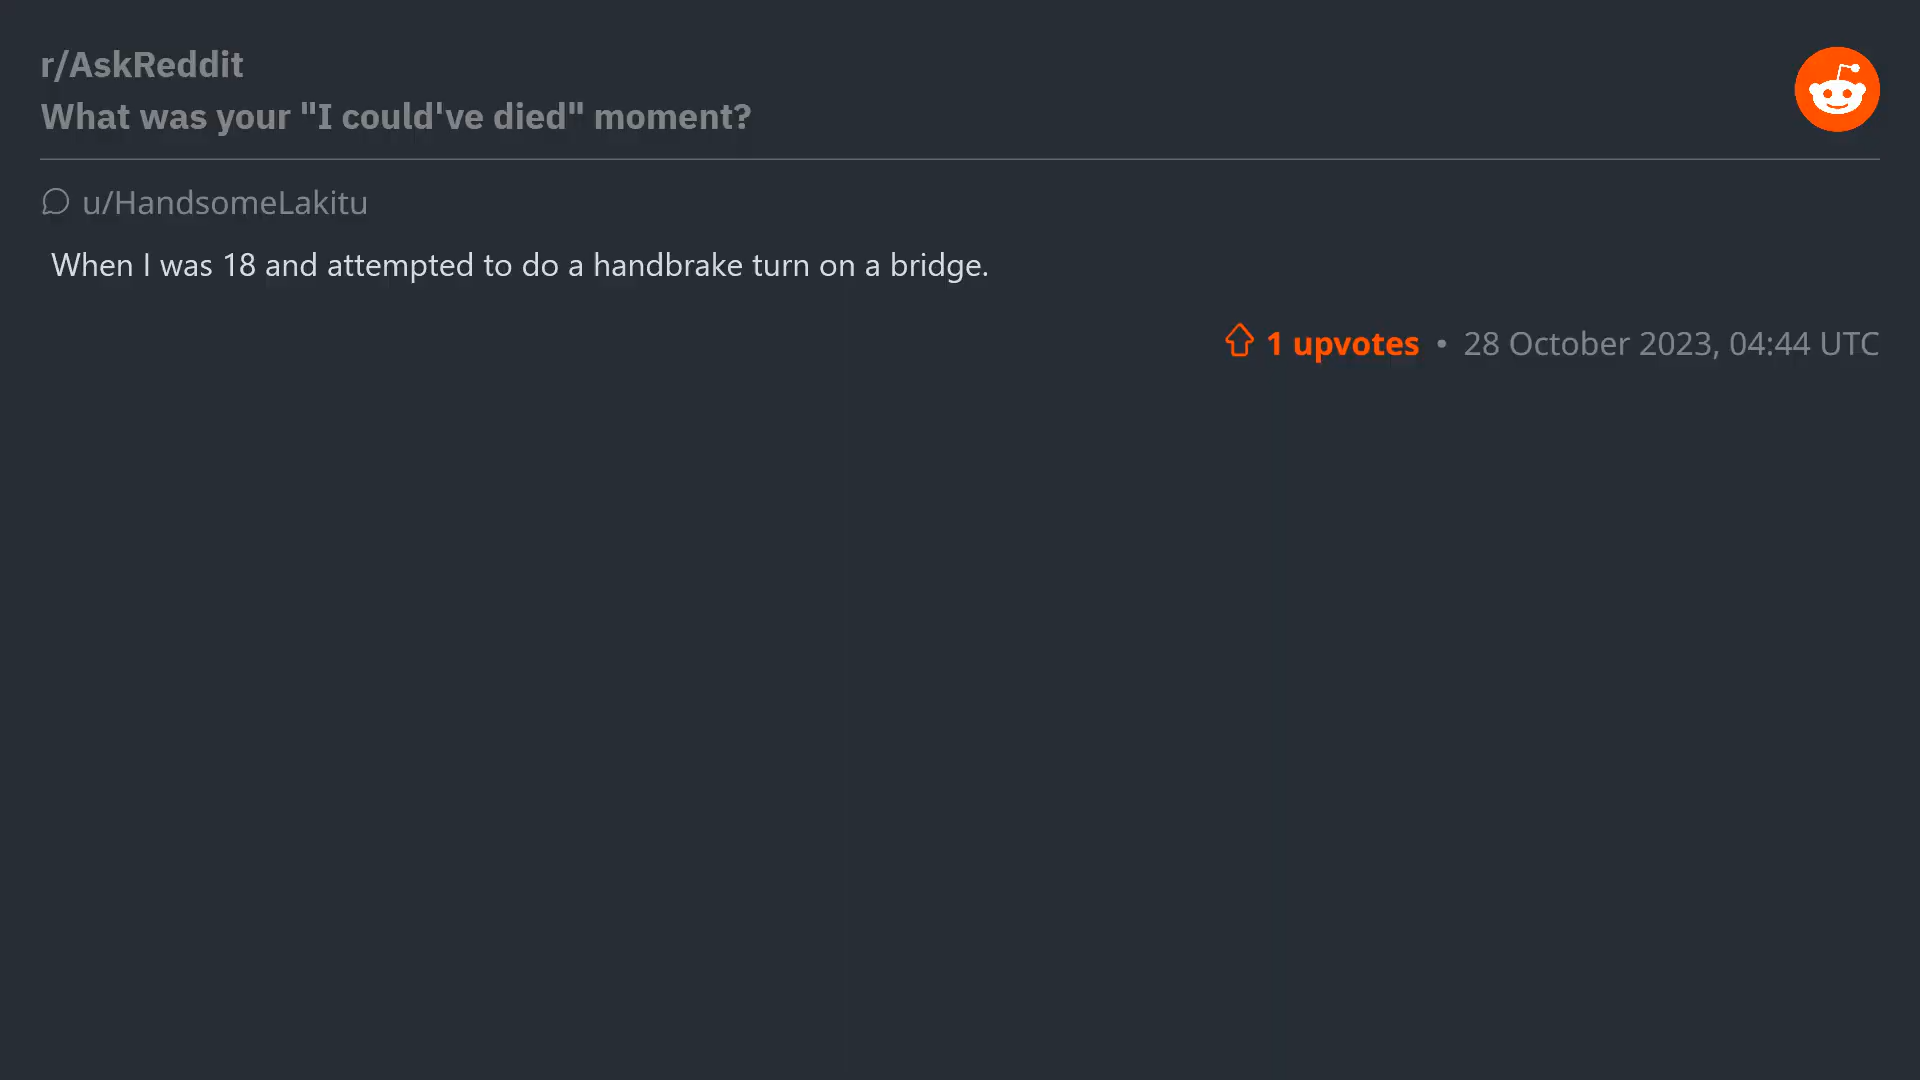 r/AskReddit
What was your "I could've died" moment?
u/HandsomeLakitu
When I was 18 and attempted to do a handbrake turn on a bridge.
1 upvotes • 28 October 2023, 04:44 UTC